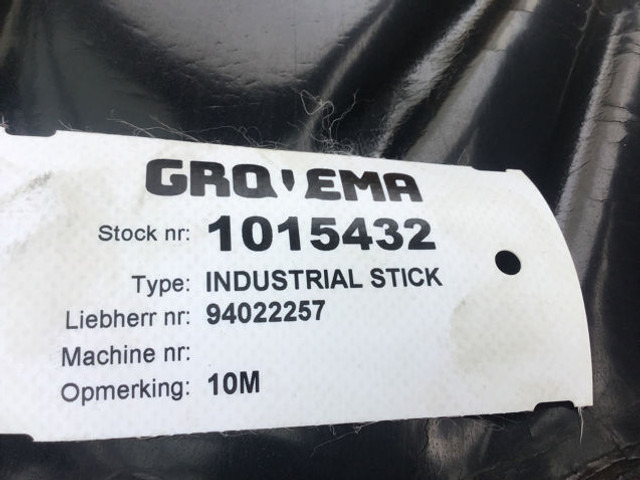 GRO'EMA
Stock nr: 1015432
Type: INDUSTRIAL STICK
Liebherr nr: 94022257
Machine nr:
Opmerking: 10M